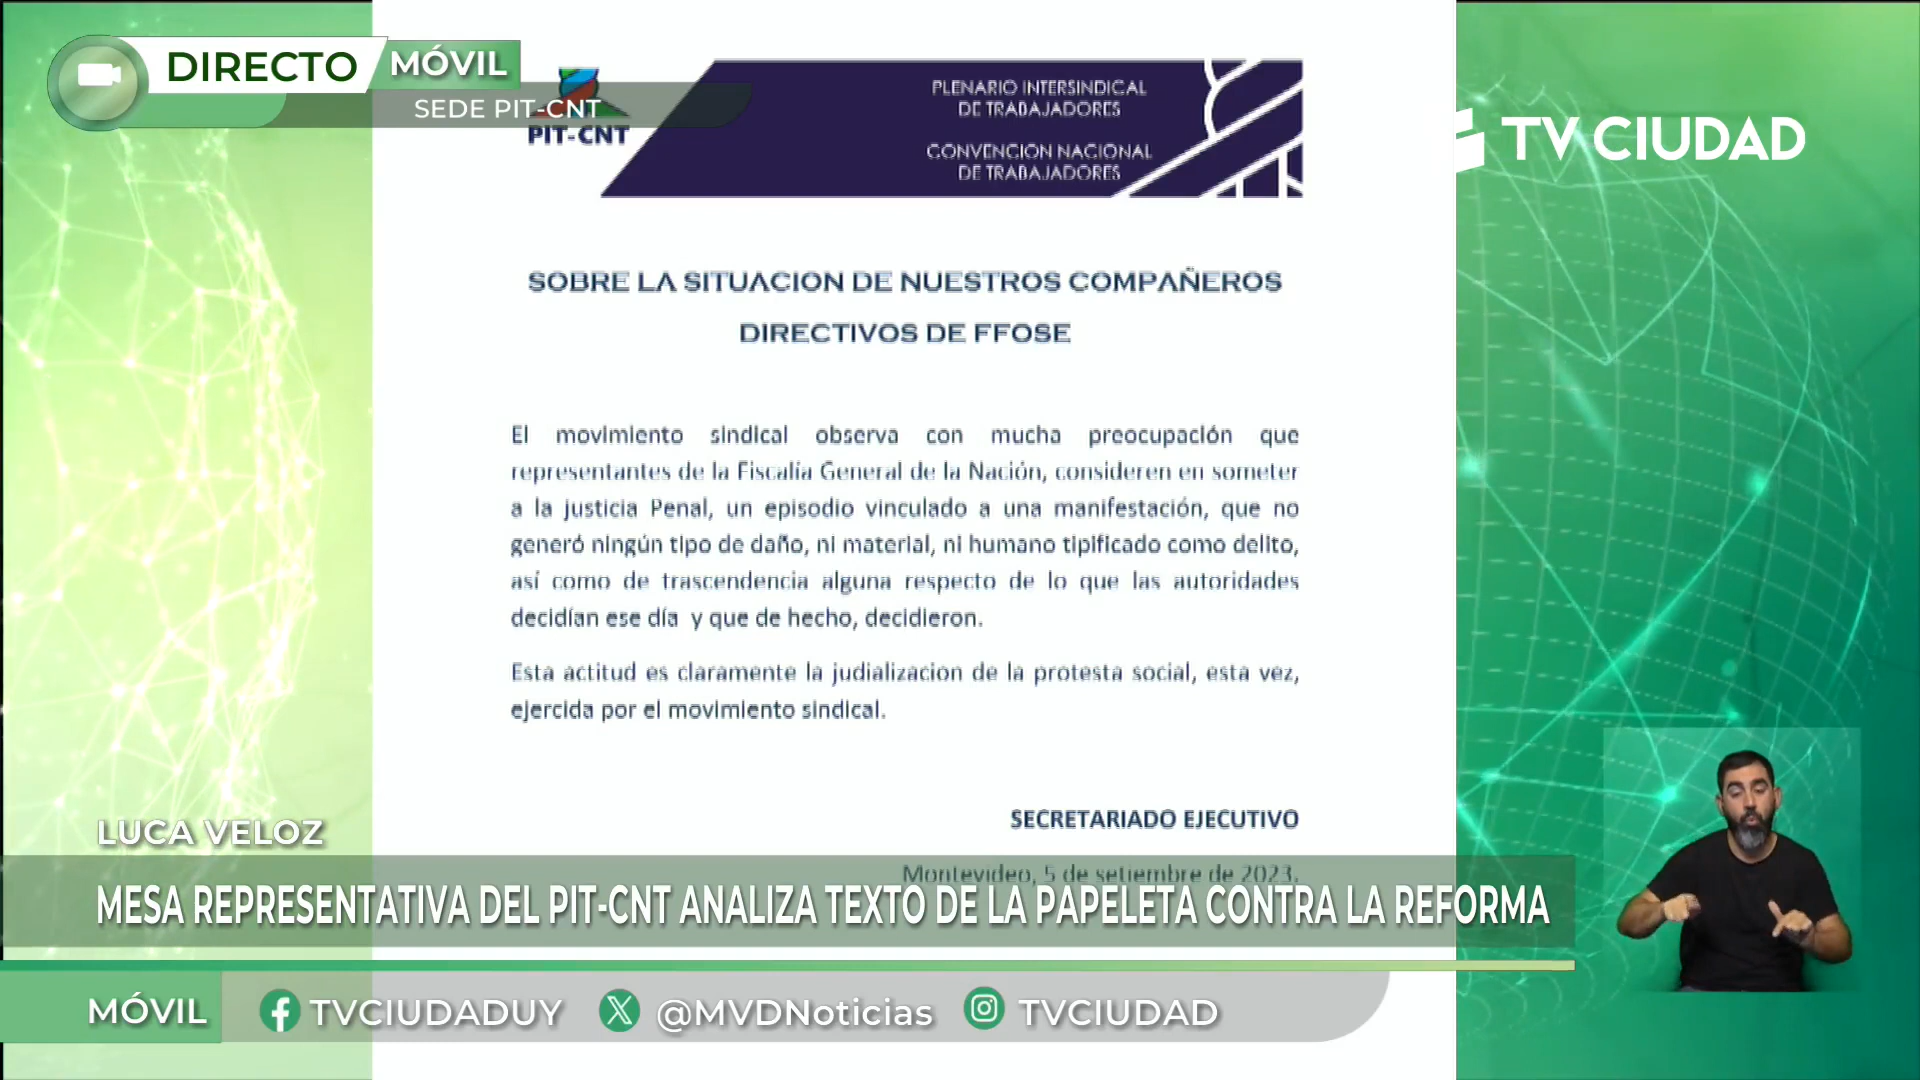 DIRECTO
MÓVIL
SEDE PIT-CNT
PIT-CNT
PLENARIO INTERSINDICAL
DE TRABAJADORES
CONVENCION NACIONAL
DE TRABAJADORES
TV CIUDAD
SOBRE LA SITUACION DE NUESTROS COMPAÑEROS
DIRECTIVOS DE FFOSE
El movimiento sindical observa con mucha preocupación que
representantes de la Fiscalía General de la Nación, consideren en someter
a la justicia Penal, un episodio vinculado a una manifestación, que no
generó ningún tipo de daño, ni material, ni humano tipificado como delito,
así como de trascendencia alguna respecto de lo que las autoridades
decidían ese día y que de hecho, decidieron.
Esta actitud es claramente la judialización de la protesta social, esta vez,
ejercida por el movimiento sindical.
SECRETARIADO EJECUTIVO
Montevideo, 5 de setiembre de 2023.
LUCA VELOZ
MESA REPRESENTATIVA DEL PIT-CNT ANALIZA TEXTO DE LA PAPELETA CONTRA LA REFORMA
MÓVIL
TVCIUDADUY
@MVDNoticias
TVCIUDAD